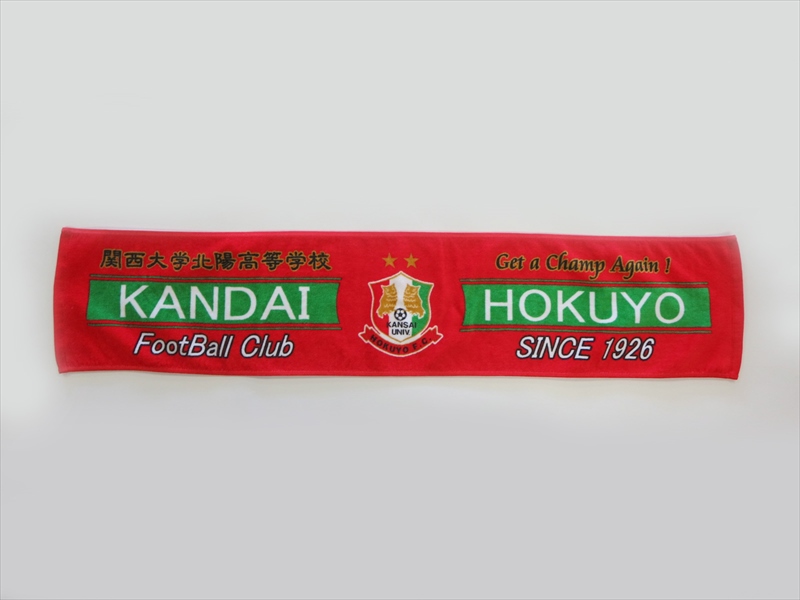 関西大学北陽高等学校
KANDAI
FootBall Club
KANSAI
UNIV.
HOKUYO F.C.
Get a Champ Again !
HOKUYO
SINCE 1926